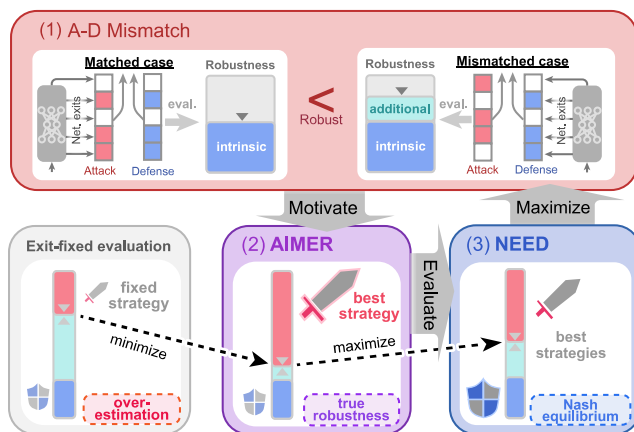 (1) A-D Mismatch
Matched case
Net. exits
Attack
Defense
eval.
Robustness
intrinsic
<
Robust
Robustness
additional
intrinsic
eval.
Mismatched case
Attack
Defense
Net. exits
Motivate
Maximize
Exit-fixed evaluation
fixed
strategy
minimize
over-
estimation
(2) AIMER
best
strategy
maximize
true
robustness
Evaluate
(3) NEED
best
strategies
Nash
equilibrium